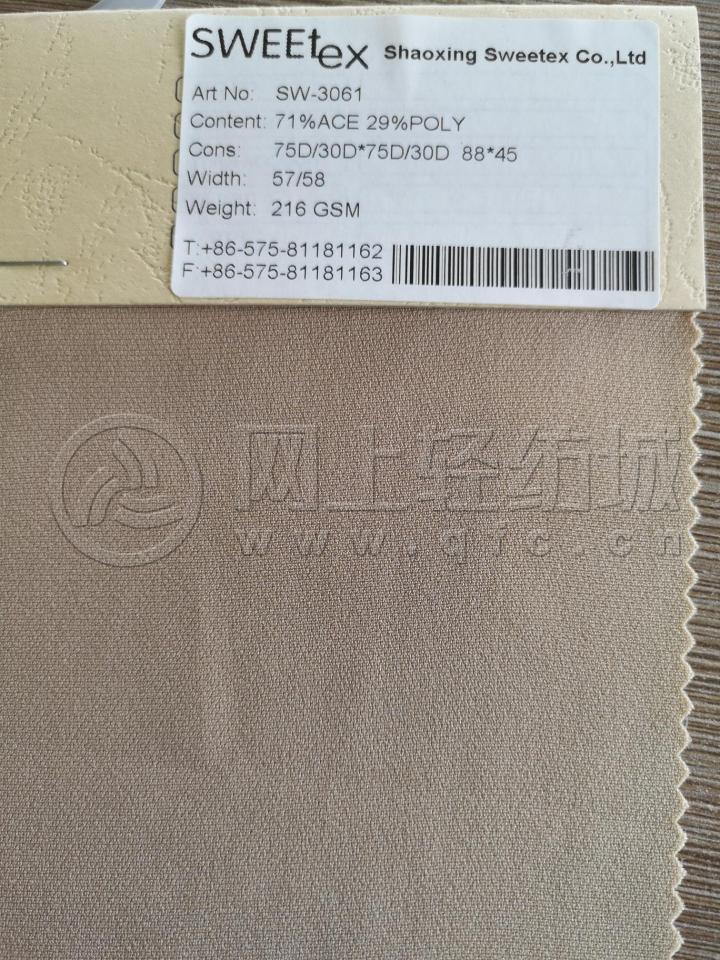 SWEEtex Shaoxing Sweetex Co.,Ltd
Art No: SW-3061
Content: 71%ACE 29%POLY
Cons: 75D/30D*75D/30D 88*45
Width: 57/58
Weight: 216 GSM
T:+86-575-81181162
F:+86-575-81181163
网上轻纺城
www.qfc.cn